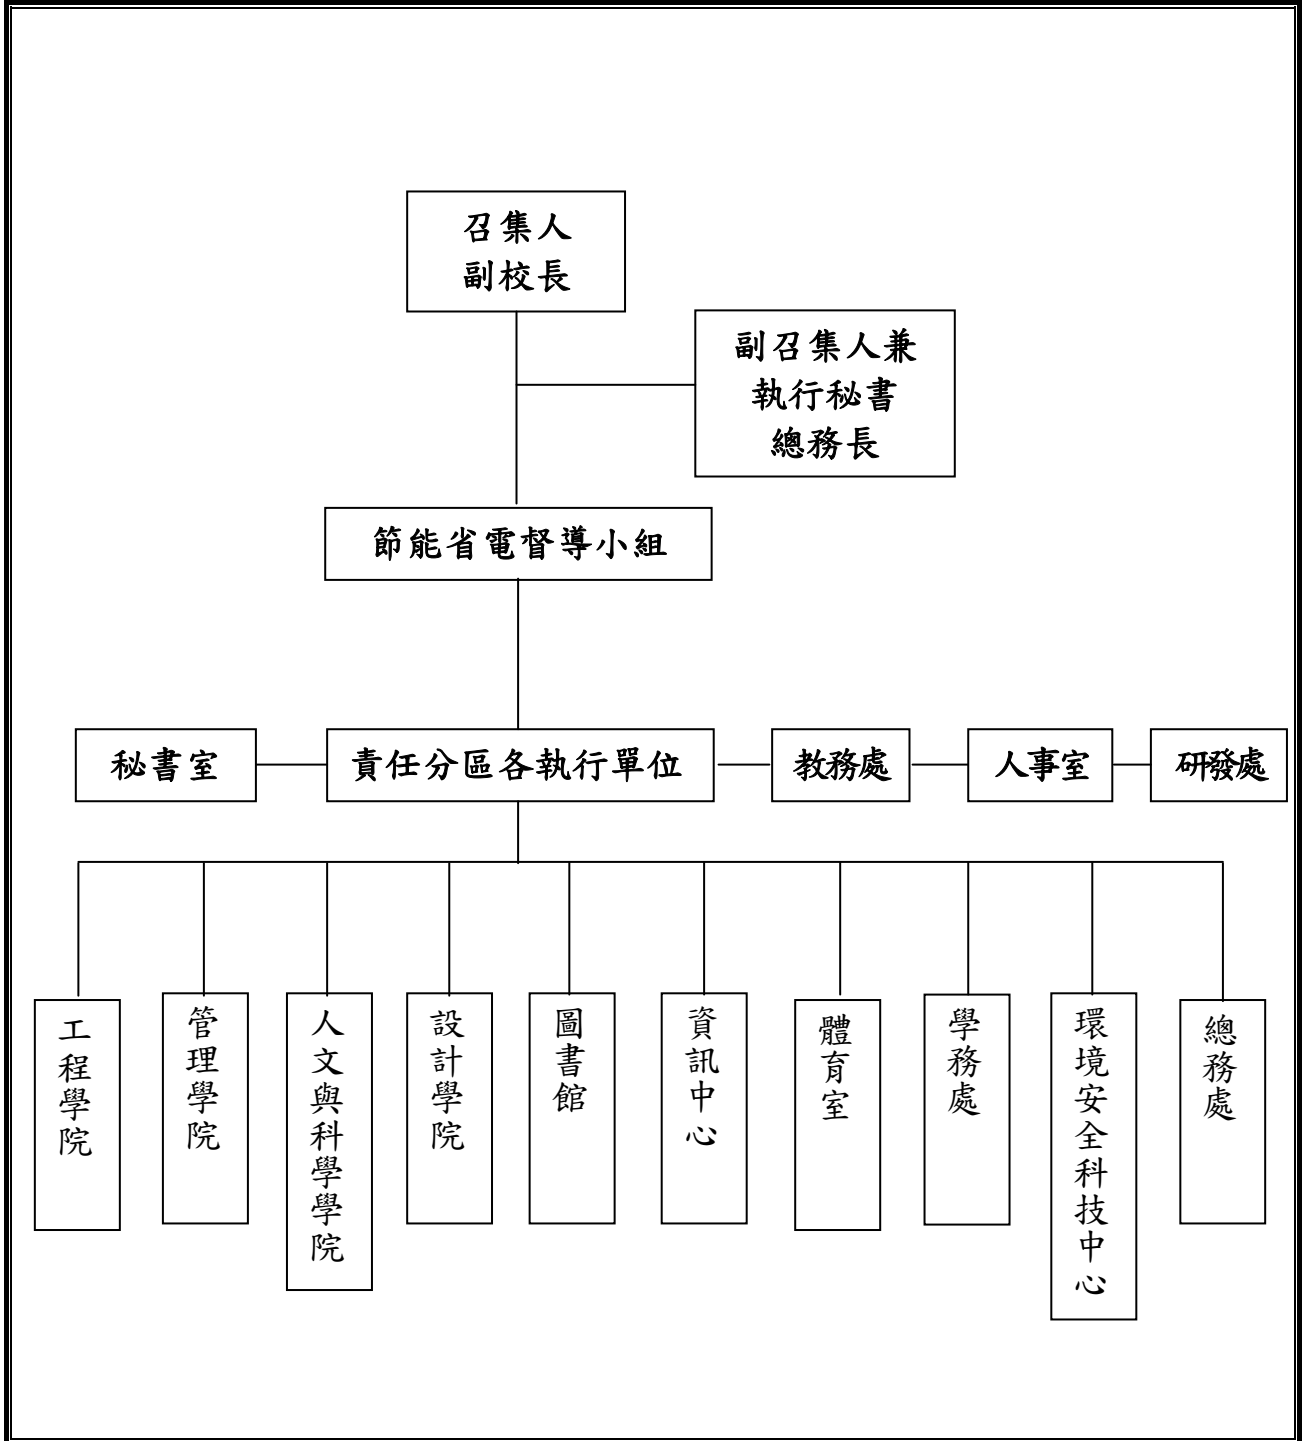 召集人
副校長
副召集人兼
執行秘書
總務長
節能省電督導小組
秘書室
責任分區各執行單位
教務處
人事室
研發處
工程學院
管理學院
人文與科學學院
設計學院
圖書館
資訊中心
體育室
學務處
環境安全科技中心
總務處